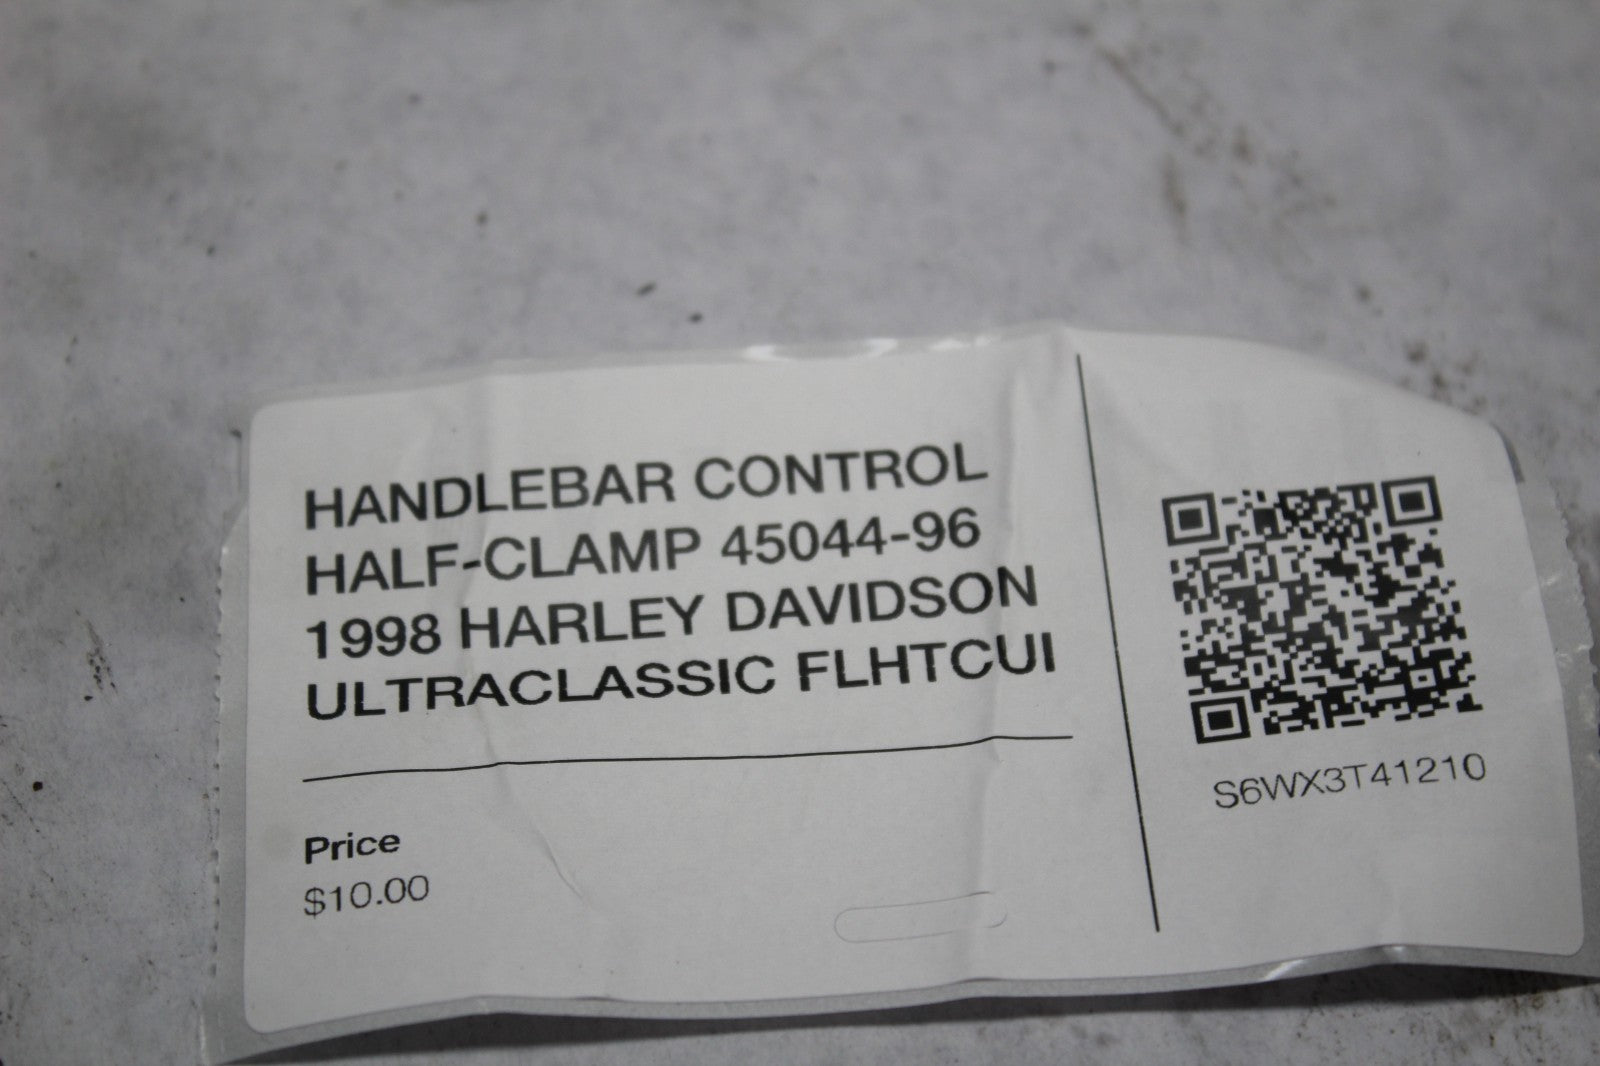 HANDLEBAR CONTROL
HALF-CLAMP 45044-96
1998 HARLEY DAVIDSON
ULTRACLASSIC FLHTCUI
Price
$10.00
S6WX3T41210